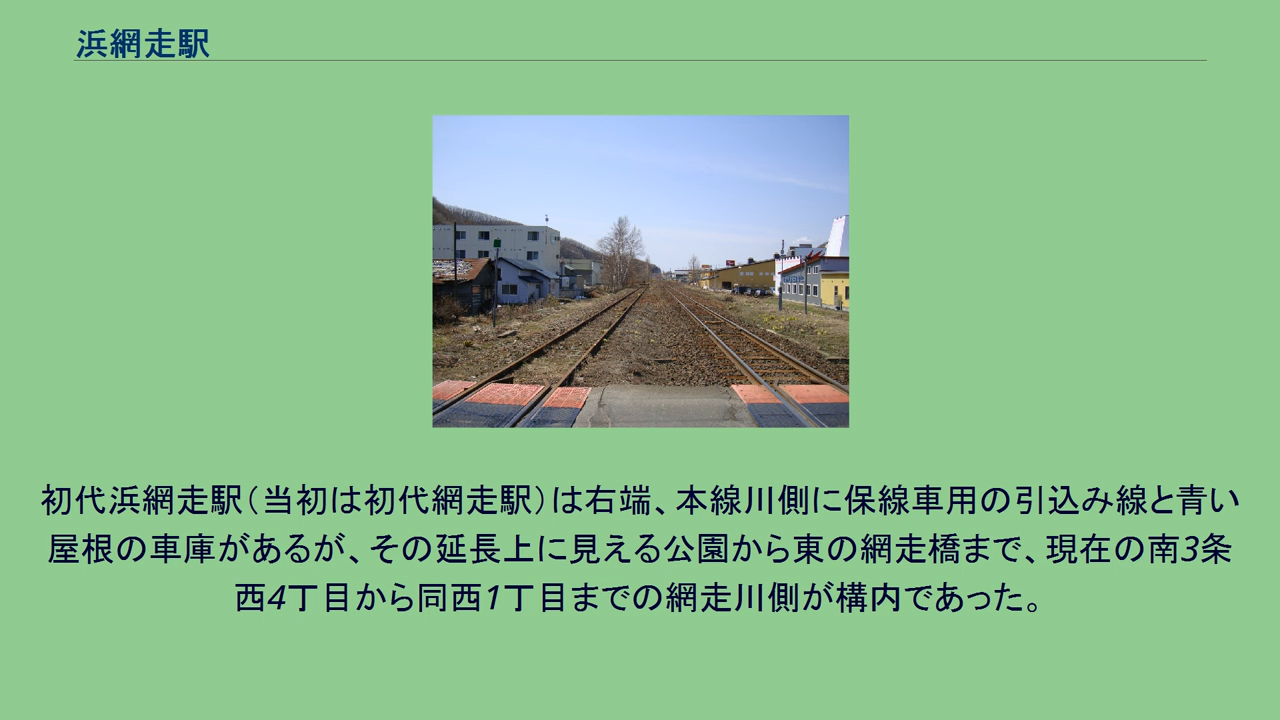 浜網走駅
初代浜網走駅（当初は初代網走駅）は右端、本線川側に保線車用の引込み線と青い
屋根の車庫があるが、その延長上に見える公園から東の網走橋まで、現在の南3条
西4丁目から同西1丁目までの網走川側が構内であった。